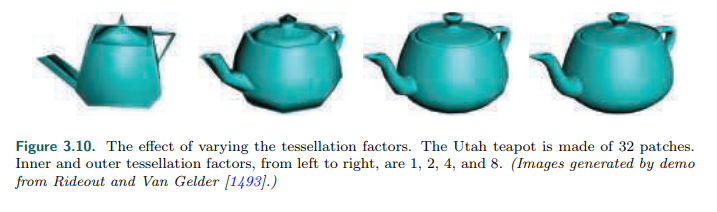 Figure 3.10. The effect of varying the tessellation factors. The Utah teapot is made of 32 patches.
Inner and outer tessellation factors, from left to right, are 1, 2, 4, and 8. (Images generated by demo
from Rideout and Van Gelder [1493].)